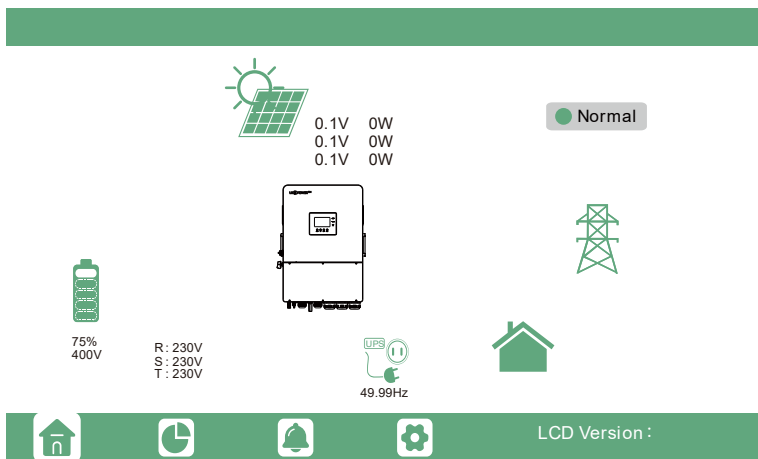 0.1V 0W
0.1V 0W
0.1V 0W
Normal
75%
400V
R : 230V
S : 230V
T : 230V
UPS
49.99Hz
LCD Version :